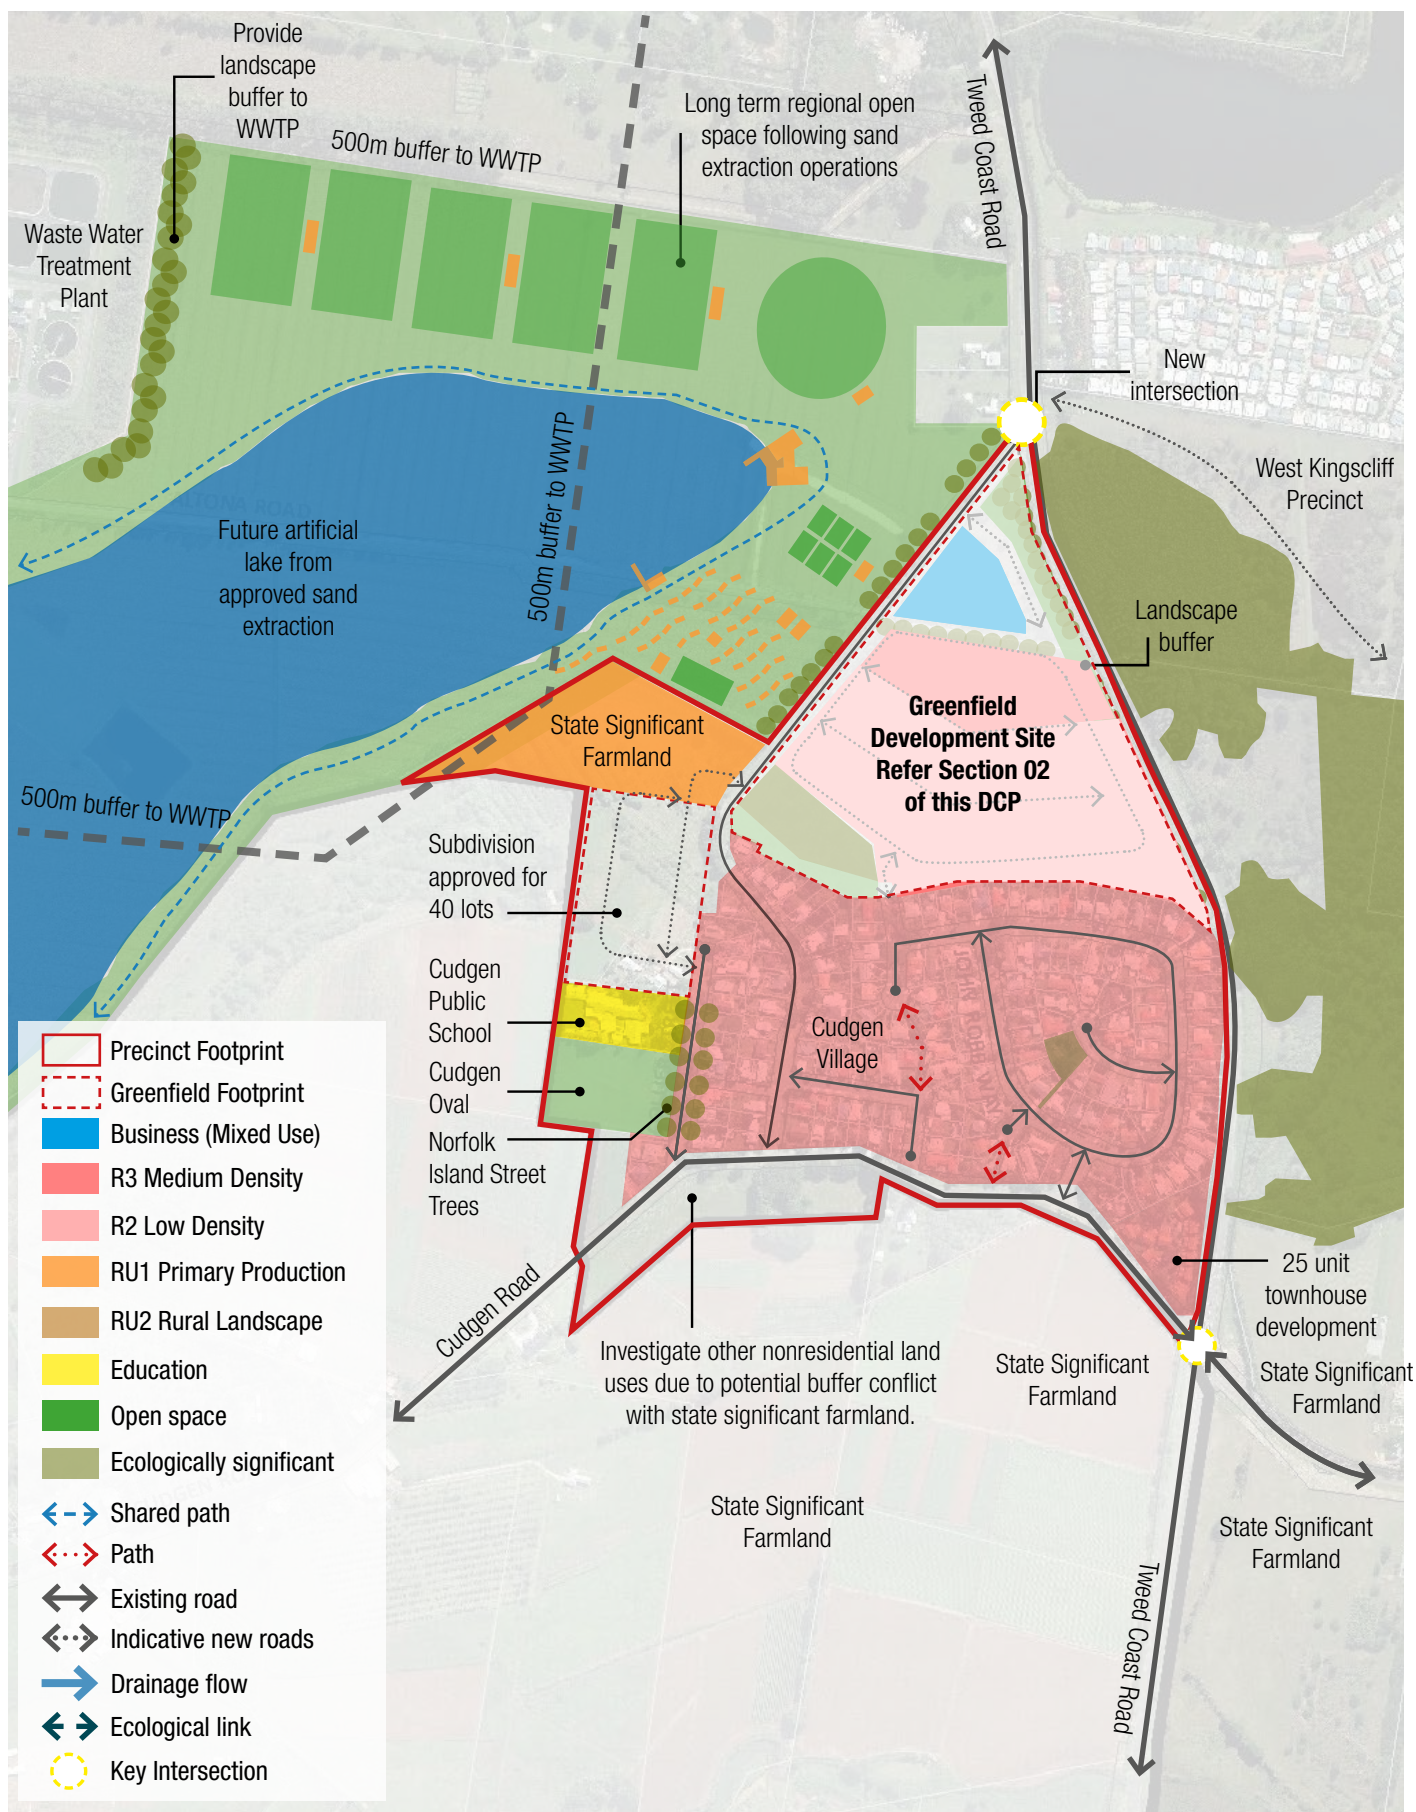 Provide
landscape
buffer to
WWTP
500m buffer to WWTP
Long term regional open
space following sand
extraction operations
Tweed Coast Road
Waste Water
Treatment
Plant
New
intersection
West Kingscliff
Precinct
500m buffer to WWTP
ALTONA ROAD
Future artificial
lake from
approved sand
extraction
Landscape
buffer
State Significant
Farmland
Greenfield
Development Site
Refer Section 02
of this DCP
500m buffer to WWTP
Subdivision
approved for
40 lots
Cudgen
Public
School
Cudgen
Oval
Norfolk
Island Street
Trees
Cudgen
Village
Precinct Footprint
Greenfield Footprint
Business (Mixed Use)
R3 Medium Density
R2 Low Density
RU1 Primary Production
RU2 Rural Landscape
Education
Open space
Ecologically significant
Shared path
Path
Existing road
Indicative new roads
Drainage flow
Ecological link
Key Intersection
Cudgen Road
Investigate other nonresidential land
uses due to potential buffer conflict
with state significant farmland.
25 unit
townhouse
development
State Significant
Farmland
State Significant
Farmland
State Significant
Farmland
State Significant
Farmland
Tweed Coast Road